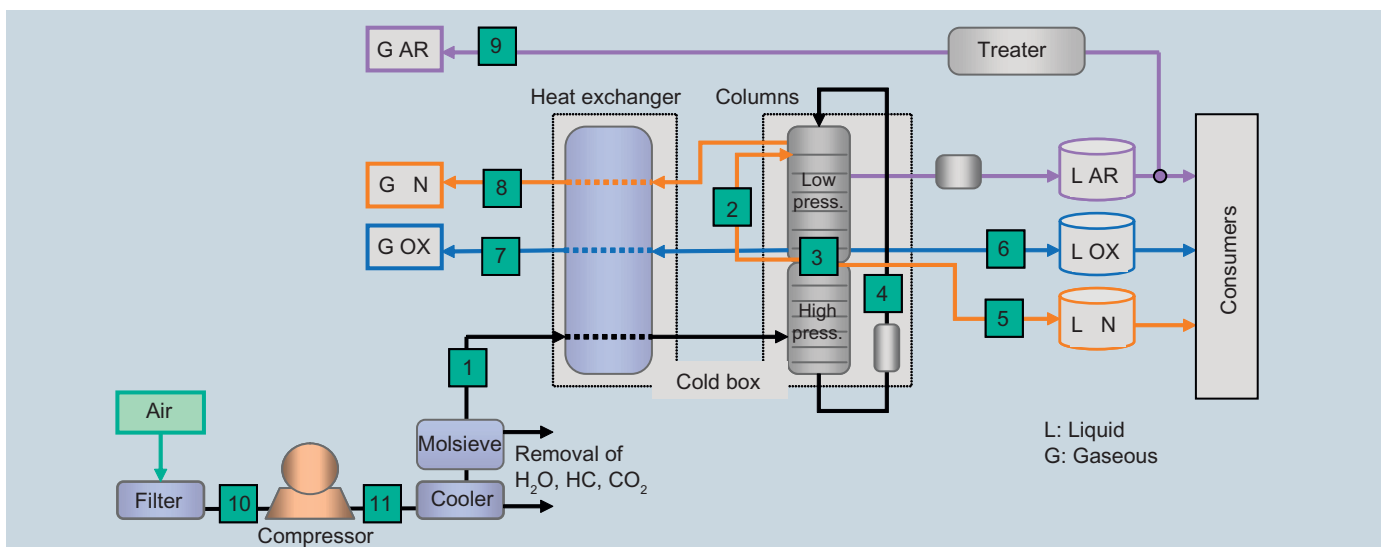 G AR
9
Treater
Heat exchanger
Columns
G N
8
2
Low
press.
L AR
G OX
7
3
6
L OX
4
High
press.
5
L N
Consumers
1
Cold box
Air
Molsieve
Removal of
H₂O, HC, CO₂
L: Liquid
G: Gaseous
Filter
10
11
Cooler
Compressor